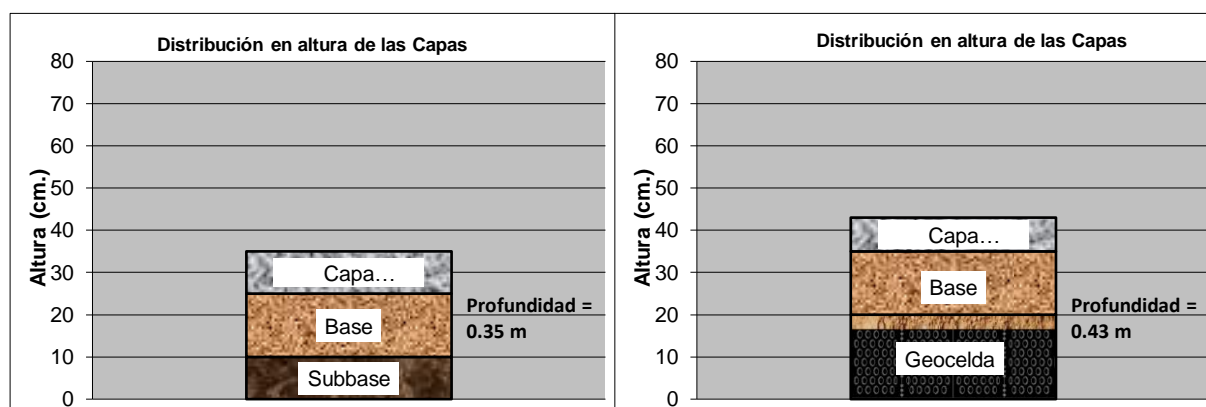 Distribución en altura de las Capas
80
70
60
50
40
30
20
10
0
Altura (cm.)
Capa…
Base
Subbase
Profundidad =
0.35 m
Distribución en altura de las Capas
80
70
60
50
40
30
20
10
0
Altura (cm.)
Capa…
Base
Geocelda
Profundidad =
0.43 m